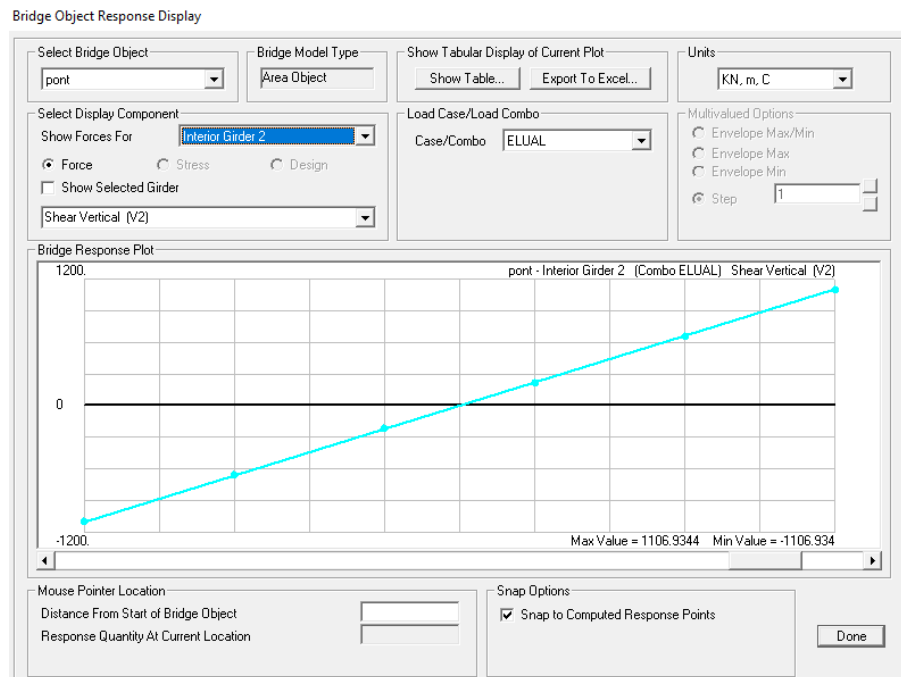 Bridge Object Response Display
Select Bridge Object
pont
Bridge Model Type
Area Object
Show Tabular Display of Current Plot
Show Table...
Export To Excel...
Units
KN, m, C
Select Display Component
Show Forces For
Interior Girder 2
Force
Stress
Design
Show Selected Girder
Shear Vertical (V2)
Load Case/Load Combo
Case/Combo
ELUAL
Multivalued Options
Envelope Max/Min
Envelope Max
Envelope Min
Step
1
Bridge Response Plot
1200.
pont - Interior Girder 2 (Combo ELUAL) Shear Vertical (V2)
0
-1200.
Max Value = 1106.9344 Min Value = -1106.934
Mouse Pointer Location
Distance From Start of Bridge Object
Response Quantity At Current Location
Snap Options
Snap to Computed Response Points
Done